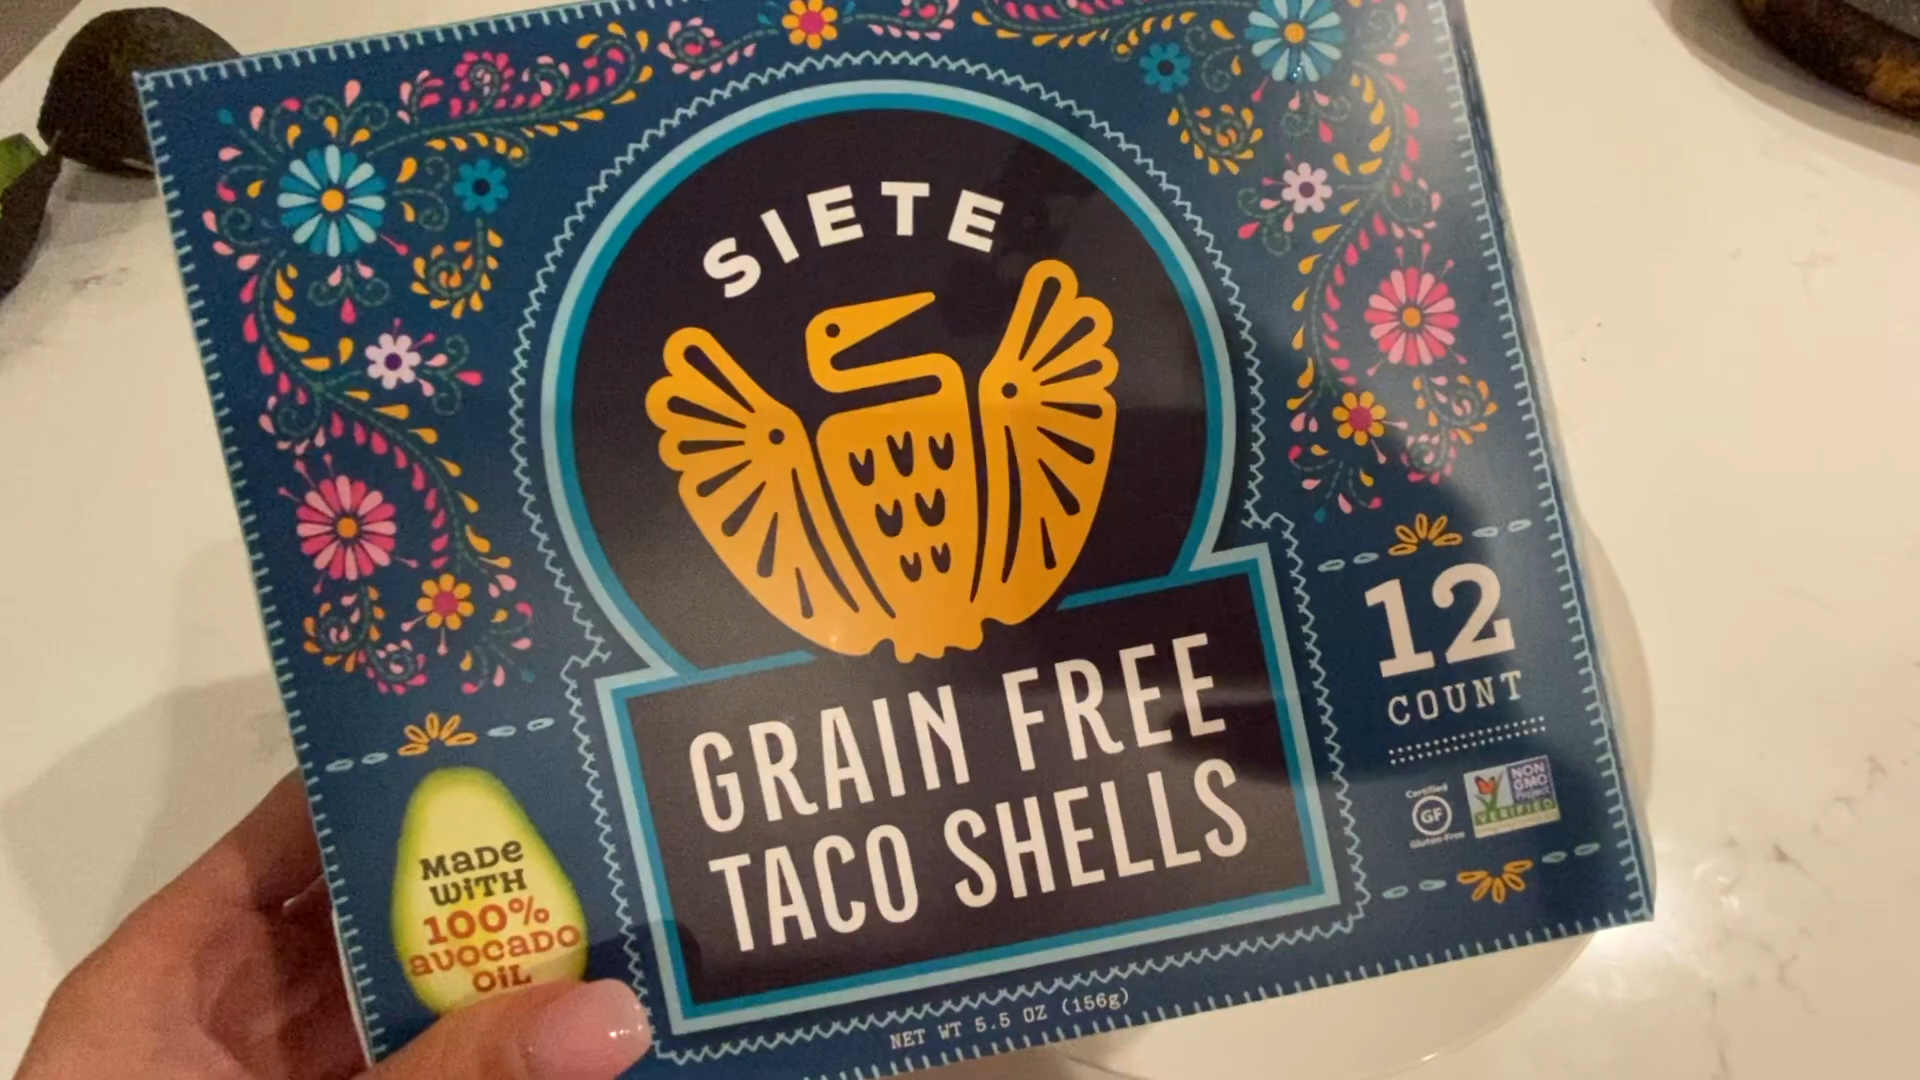 SIETE
GRAIN FREE
TACO SHELLS
12
COUNT
Certified
GF
Gluten-Free
NON
GMO
Project
VERIFIED
MaDe
WiTH
100%
avocaDo
OiL
NET WT 5.5 OZ (156g)